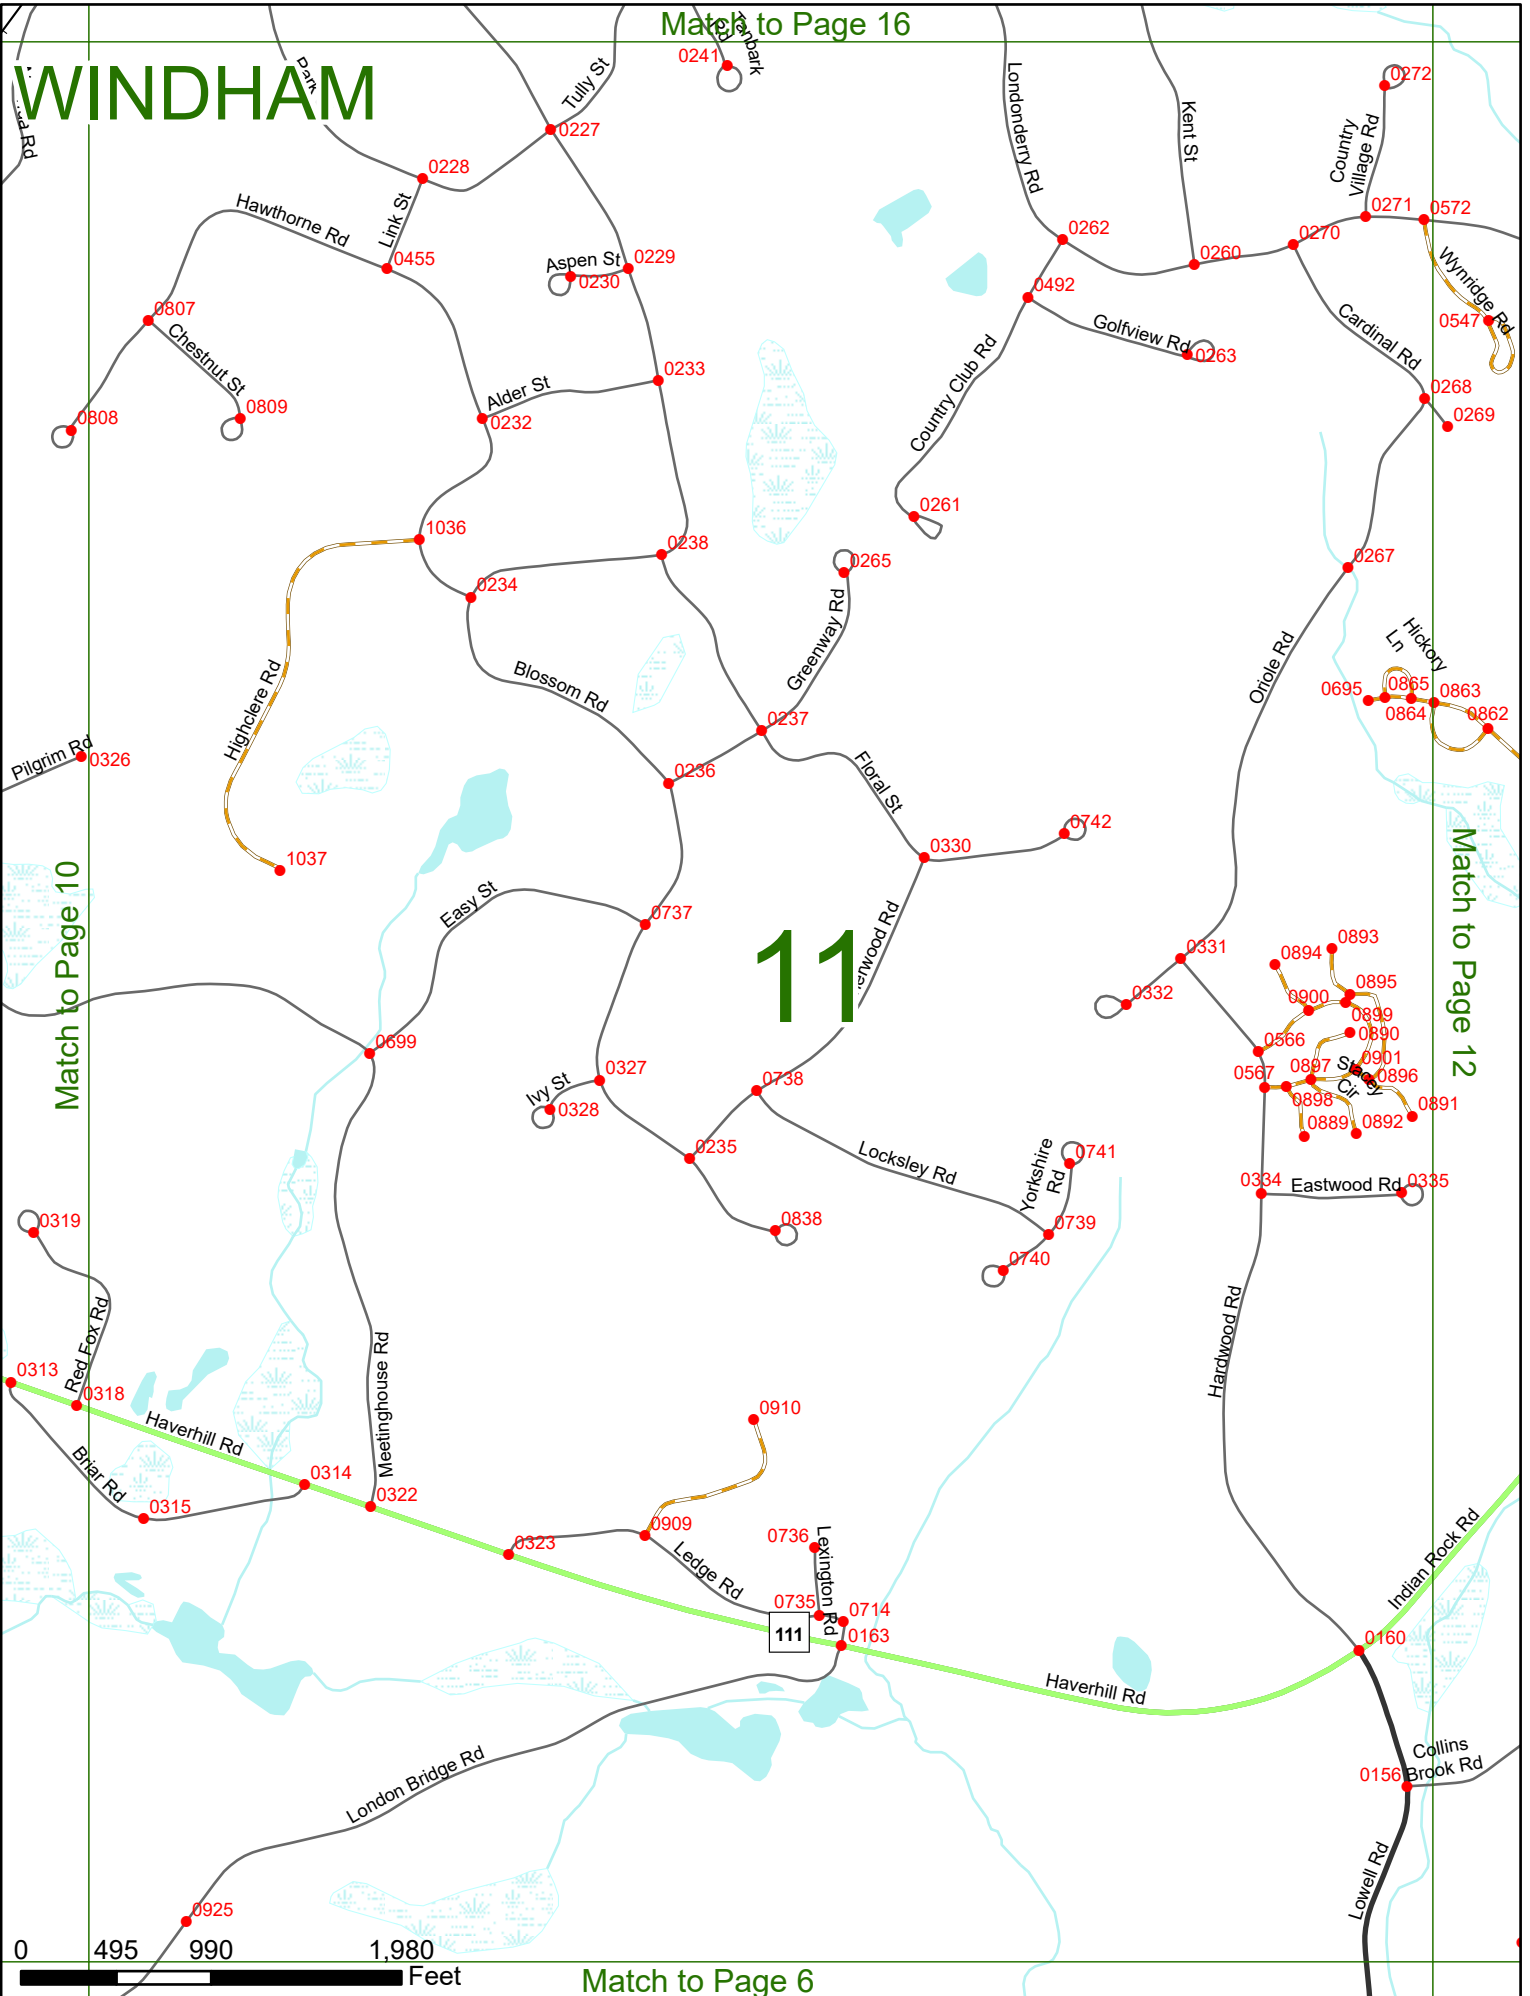 Match to Page 16
WINDHAM
Tanbark
Rd
0241
Tully St
0227
Park
0228
Link St
Hawthorne Rd
0455
Aspen St
0229
0230
0807
Chestnut St
0808
0809
Alder St
0232
0233
Londonderry Rd
Kent St
0272
Country
Village Rd
0271
0572
0270
0262
0260
0492
Wynridge Rd
0547
Golfview Rd
0263
Cardinal Rd
Country Club Rd
0268
0269
0261
1036
0238
0234
0265
0267
Greenway Rd
Blossom Rd
Highclere Rd
Oriole Rd
Hickory
Ln
0695
0865
0863
0864
0862
0237
Pilgrim Rd
0326
0236
Floral St
0742
0330
1037
Match to Page 10
Easy St
0737
11
erwood Rd
Match to Page 12
0331
0332
0894
0893
0895
0900
0899
0890
0566
0901
0567
0897
Stacey
Cir
0896
0898
0891
0889
0892
0699
0327
Ivy St
0328
0738
0235
Locksley Rd
Yorkshire
Rd
0741
0334
Eastwood Rd
0335
0319
0838
0739
0740
Red Fox Rd
Hardwood Rd
0313
0318
Meetinghouse Rd
Haverhill Rd
0910
Briar Rd
0314
0315
0322
0323
0909
0736
Lexington Rd
Ledge Rd
0735
0714
111
0163
Indian Rock Rd
0160
Haverhill Rd
London Bridge Rd
Collins
Brook Rd
0156
Lowell Rd
0925
0 495 990 1,980
Feet
Match to Page 6